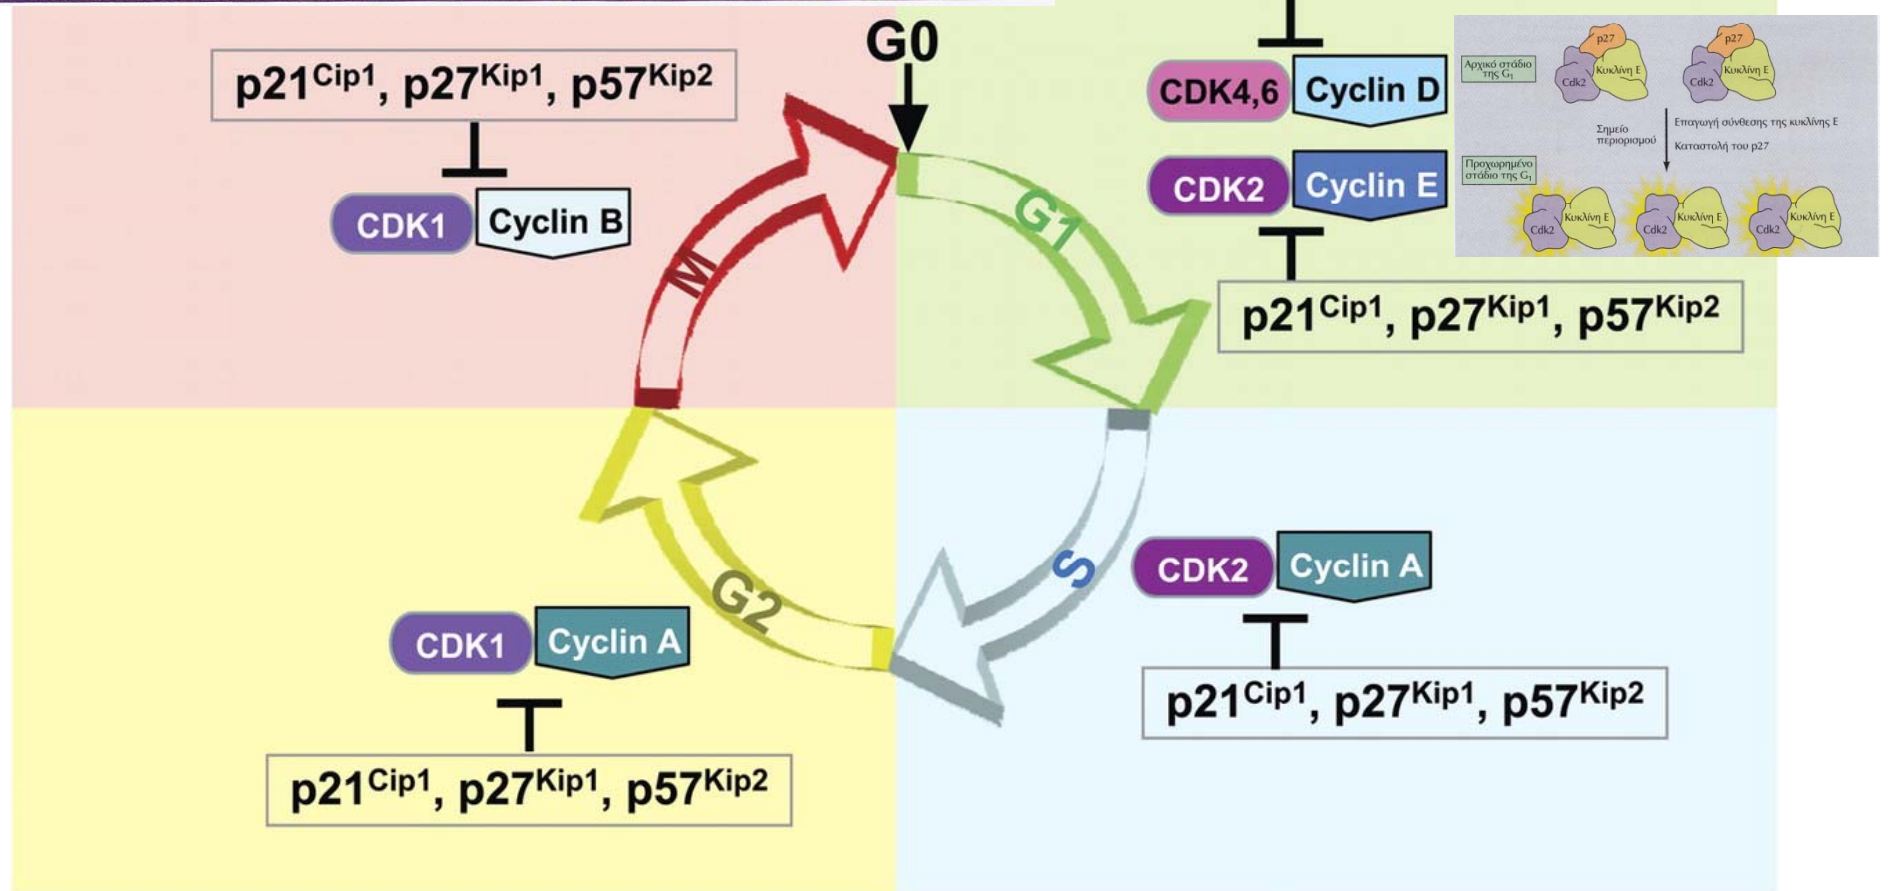 G0
p21Cip1, p27Kip1, p57Kip2
CDK1 Cyclin B
M
G1
CDK4,6 Cyclin D
CDK2 Cyclin E
p21Cip1, p27Kip1, p57Kip2
p27
p27
Αρχικό στάδιο
της G1
Cdk2 Κυκλίνη Ε
Cdk2 Κυκλίνη Ε
Σημείο
περιορισμού
Επαγωγή σύνθεσης της κυκλίνης Ε
Καταστολή του p27
Προχωρημένο
στάδιο της G1
Cdk2 Κυκλίνη Ε
Cdk2 Κυκλίνη Ε
Cdk2 Κυκλίνη Ε
S
CDK2 Cyclin A
p21Cip1, p27Kip1, p57Kip2
G2
CDK1 Cyclin A
p21Cip1, p27Kip1, p57Kip2